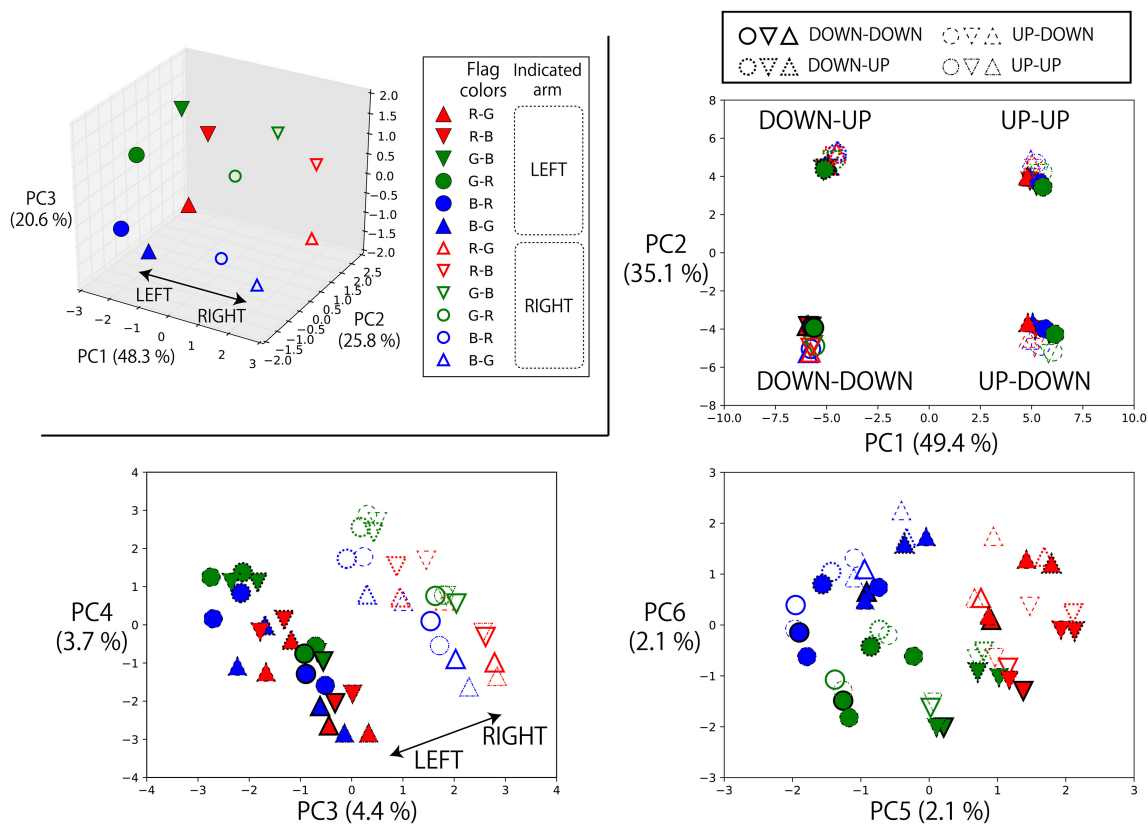 DOWN-DOWN
UP-DOWN
DOWN-UP
UP-UP
Flag colors
Indicated arm
R-G
R-B
G-B
G-R
B-R
B-G
LEFT
R-G
R-B
G-B
G-R
B-R
B-G
RIGHT
2.0
1.5
1.0
0.5
0.0
−0.5
−1.0
−1.5
−2.0
PC3
(20.6 %)
LEFT
RIGHT
−3
−2
−1
0
1
2
3
PC1 (48.3 %)
2.5
2.0
1.5
1.0
0.5
0.0
−0.5
−1.0
−1.5
−2.0
PC2
(25.8 %)
8
6
4
2
0
−2
−4
−6
−8
DOWN-UP
UP-UP
PC2
(35.1 %)
DOWN-DOWN
UP-DOWN
−10.0
−7.5
−5.0
−2.5
0.0
2.5
5.0
7.5
10.0
PC1 (49.4 %)
4
3
2
1
0
−1
−2
−3
−4
PC4
(3.7 %)
LEFT
RIGHT
−4
−3
−2
−1
0
1
2
3
4
PC3 (4.4 %)
3
2
1
0
−1
−2
−3
PC6
(2.1 %)
−3
−2
−1
0
1
2
3
PC5 (2.1 %)